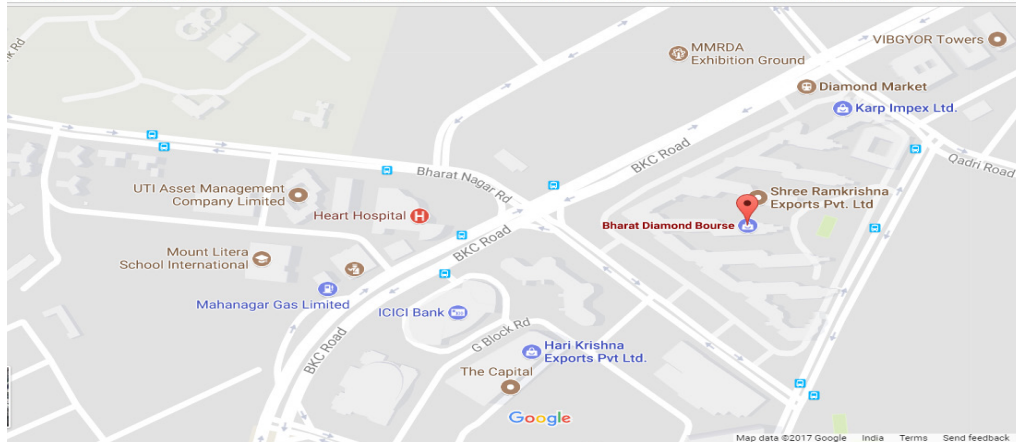 nk Rd
MMRDA
Exhibition Ground
VIBGYOR Towers
Diamond Market
Karp Impex Ltd.
BKC Road
Qadri Road
Bharat Nagar Rd
UTI Asset Management
Company Limited
Heart Hospital
H
Shree Ramkrishna
Exports Pvt. Ltd
Bharat Diamond Bourse
BKC Road
Mount Litera
School International
Mahanagar Gas Limited
ICICI Bank
G Block Rd
BKC Road
Hari Krishna
Exports Pvt Ltd.
The Capital
Google
Map data ©2017 Google India Terms Send feedback